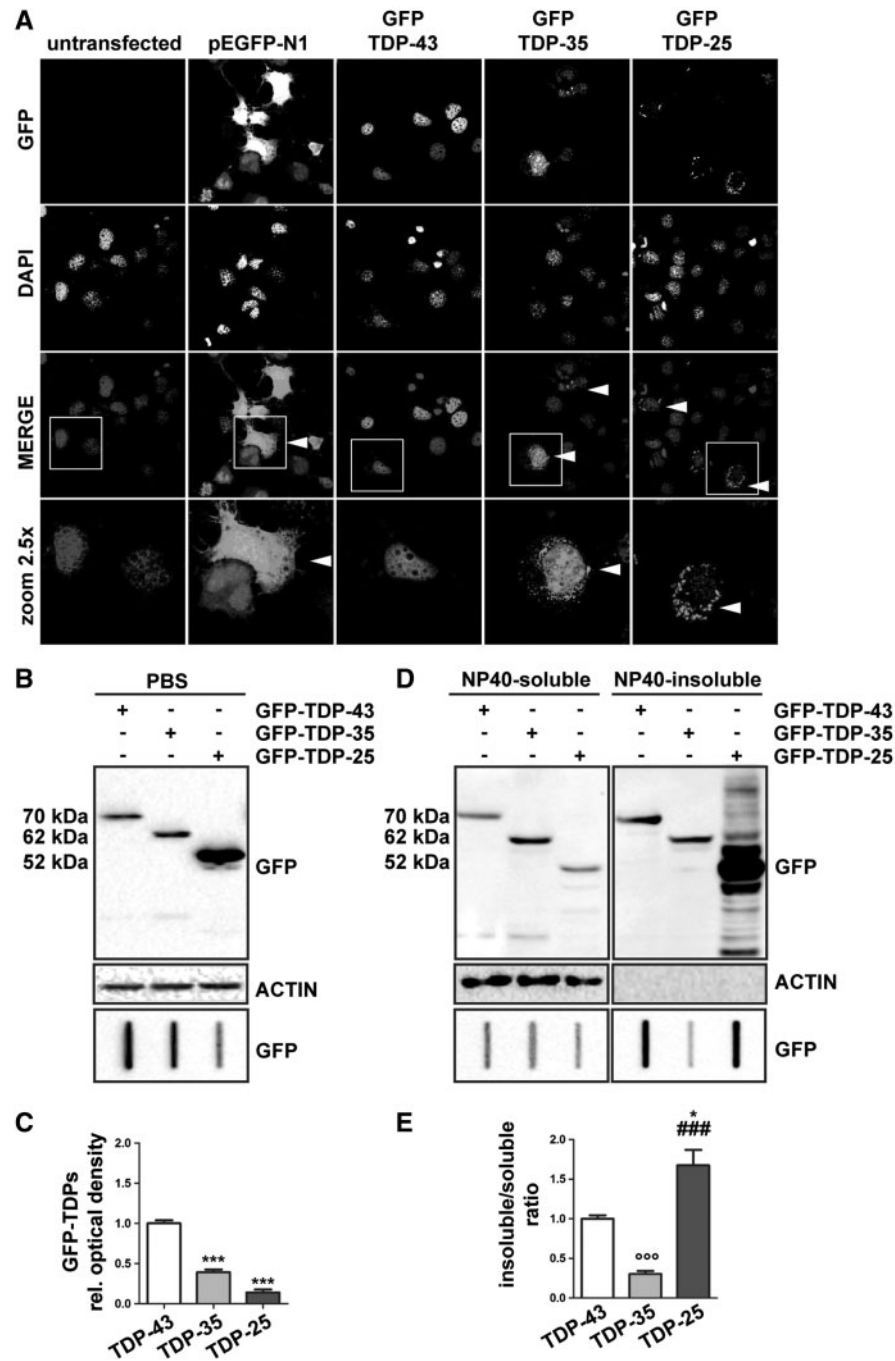 A
untransfected
pEGFP-N1
GFP
TDP-43
GFP
TDP-35
GFP
TDP-25
GFP
DAPI
MERGE
zoom 2.5x
B
PBS
+ - - GFP-TDP-43
- + - GFP-TDP-35
- - + GFP-TDP-25
70 kDa
62 kDa
52 kDa
GFP
ACTIN
GFP
D
NP40-soluble NP40-insoluble
+ - - + - - GFP-TDP-43
- + - - + - GFP-TDP-35
- - + - - + GFP-TDP-25
70 kDa
62 kDa
52 kDa
GFP
ACTIN
GFP
C
GFP-TDPs
rel. optical density
2.0
1.5
1.0
0.5
0.0
***
***
TDP-43
TDP-35
TDP-25
E
insoluble/soluble
ratio
2.0
1.5
1.0
0.5
0.0
°°°
*
###
TDP-43
TDP-35
TDP-25